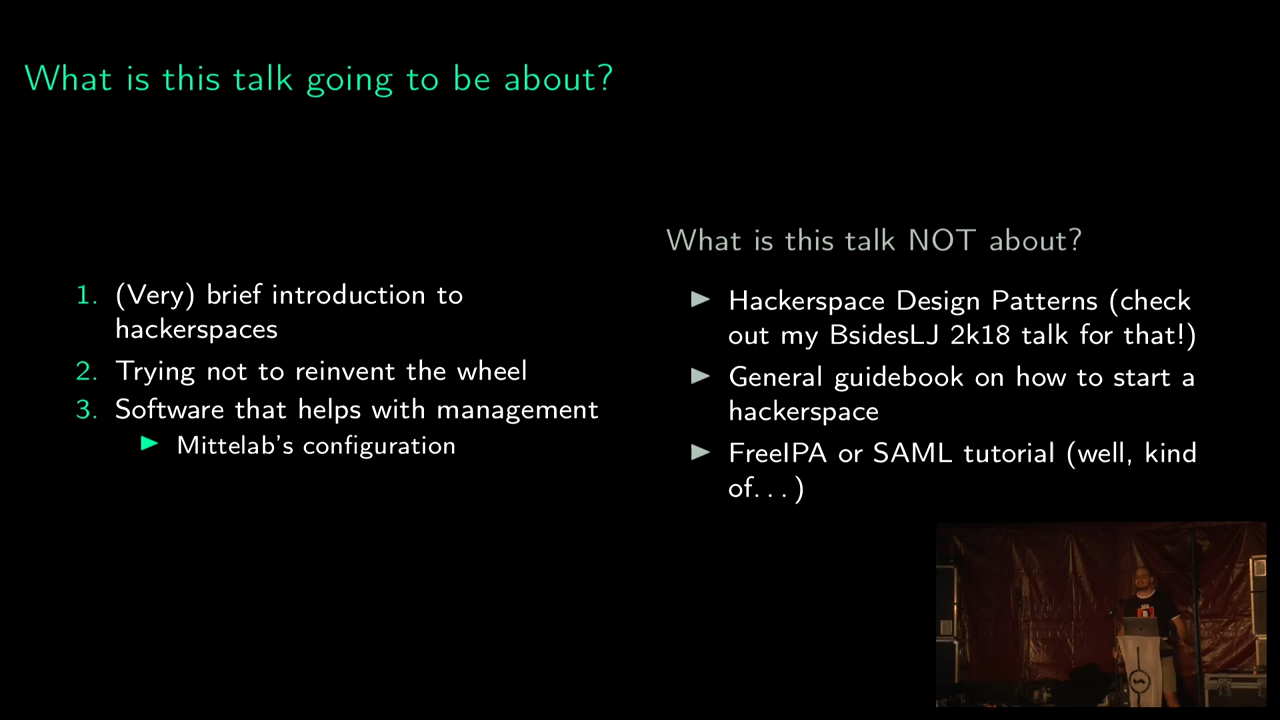 What is this talk going to be about?
1. (Very) brief introduction to
hackerspaces
2. Trying not to reinvent the wheel
3. Software that helps with management
▶ Mittelab's configuration
What is this talk NOT about?
▶ Hackerspace Design Patterns (check
out my BsidesLJ 2k18 talk for that!)
▶ General guidebook on how to start a
hackerspace
▶ FreeIPA or SAML tutorial (well, kind
of...)